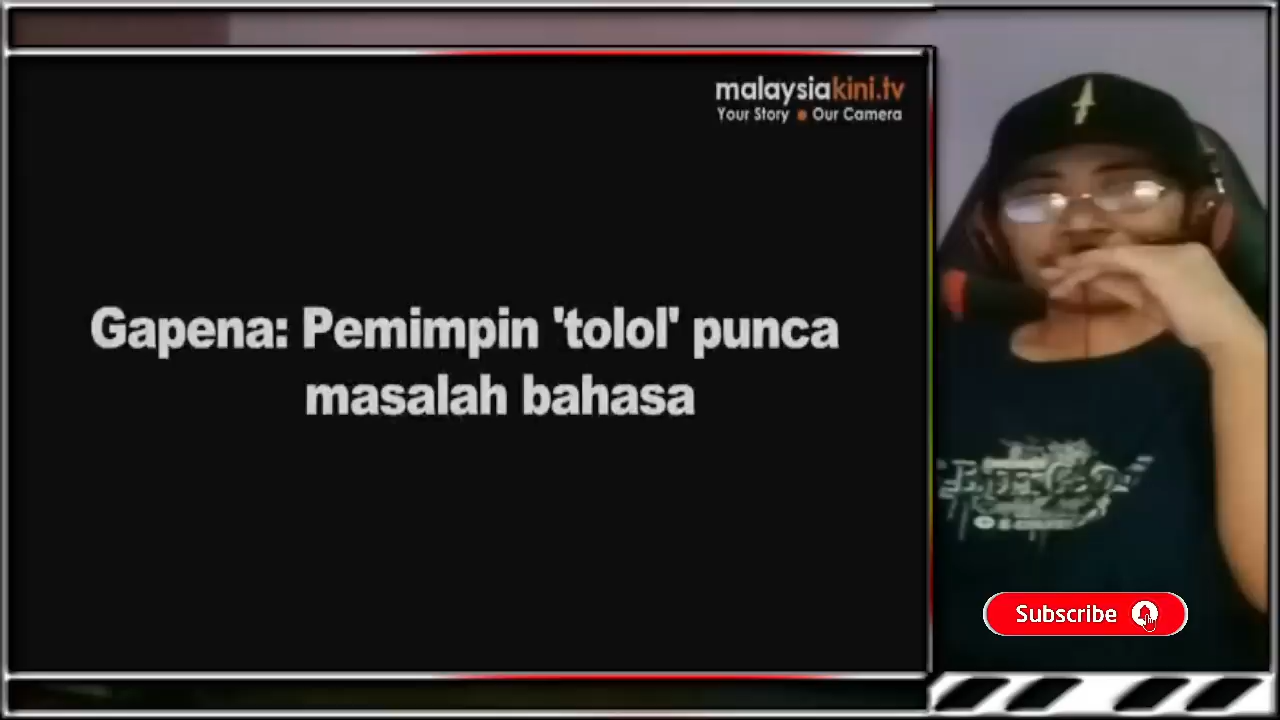 malaysiakini.tv
Your Story • Our Camera
Gapena: Pemimpin 'tolol' punca
masalah bahasa
Subscribe